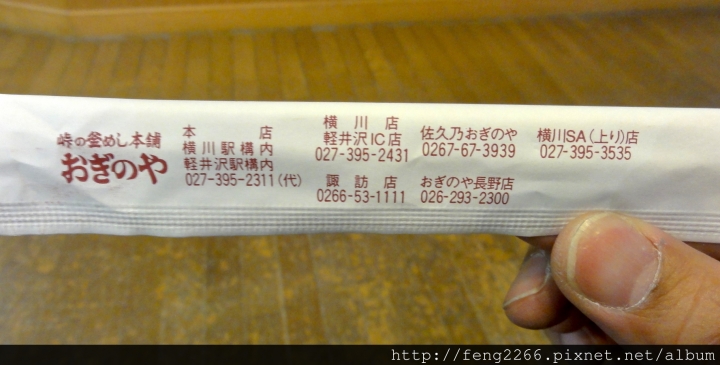 峠の釜めし本舗
おぎのや
本店
横川駅構内
軽井沢駅構内
027-395-2311(代)
横川店
軽井沢IC店
027-395-2431
諏訪店
0266-53-1111
佐久乃おぎのや
0267-67-3939
おぎのや長野店
026-293-2300
横川SA(上り)店
027-395-3535
http://feng2266.pixnet.net/album